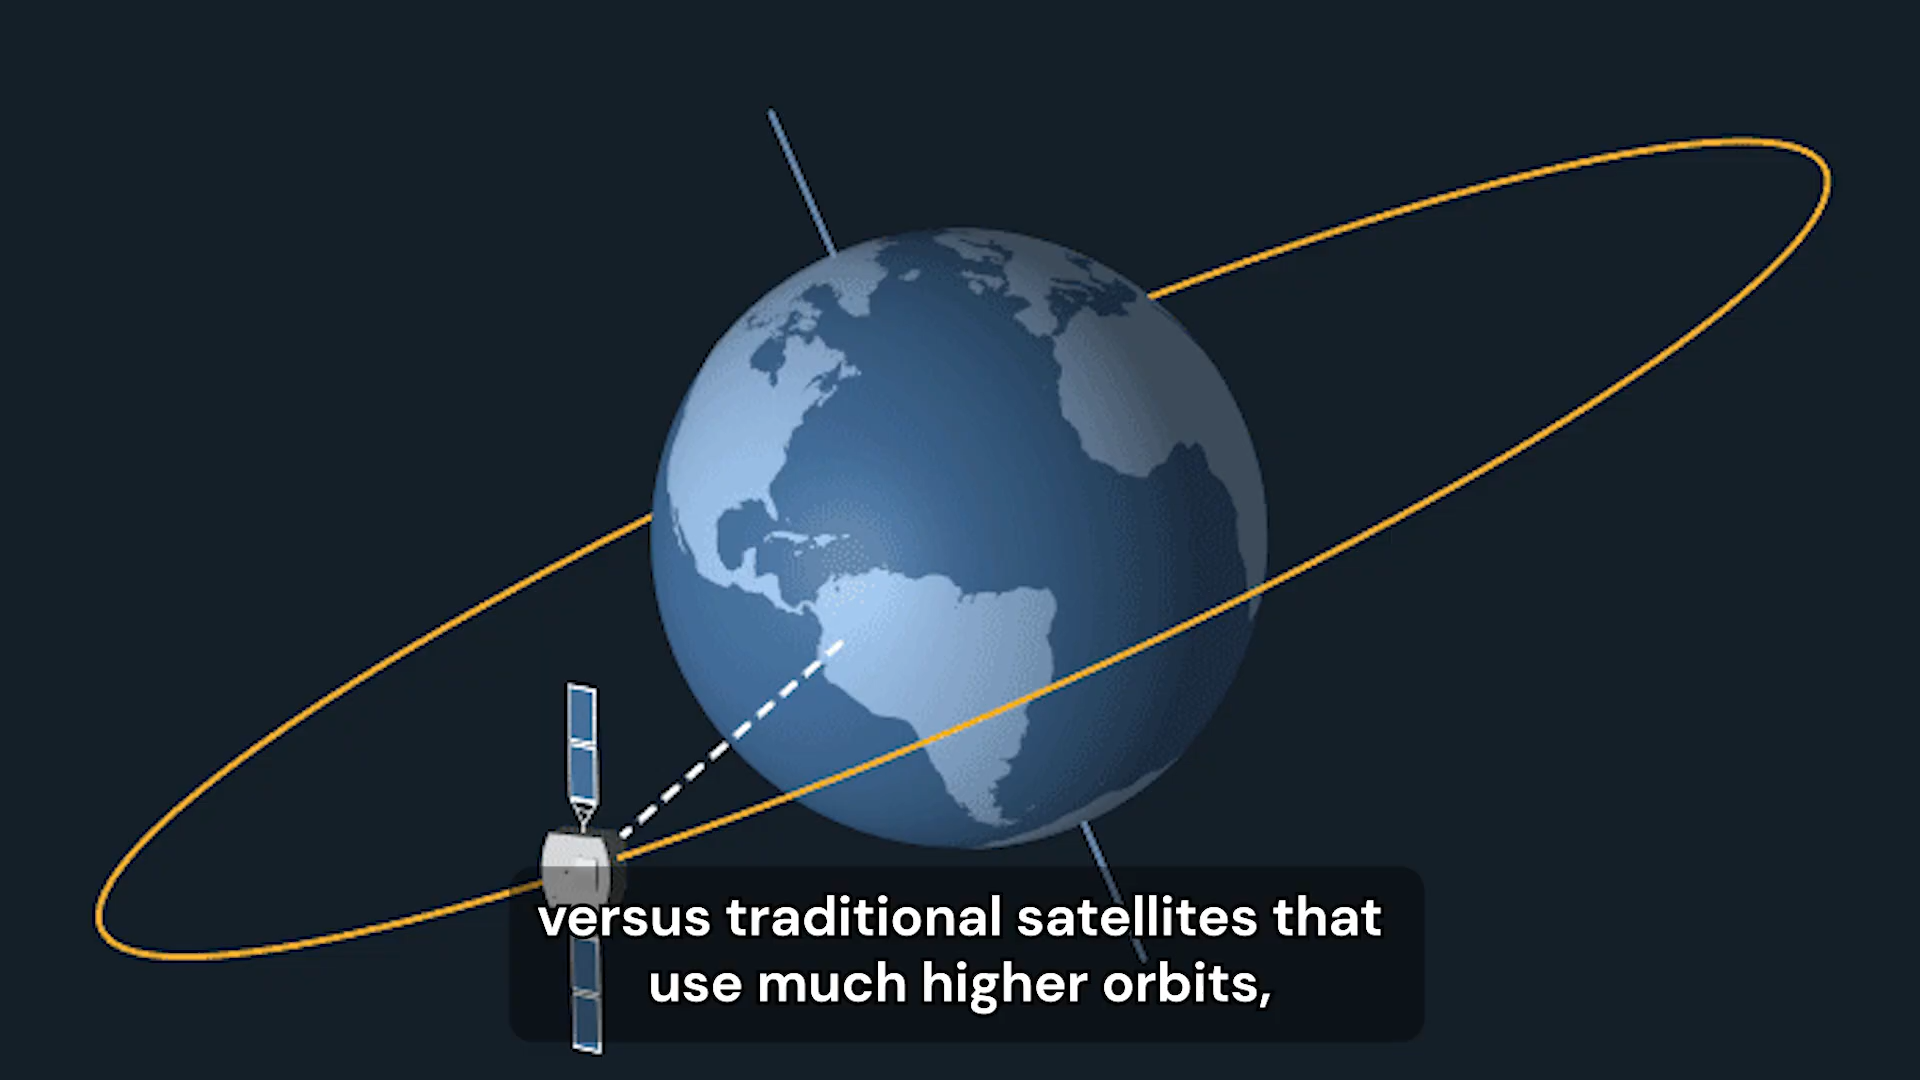 versus traditional satellites that
use much higher orbits,